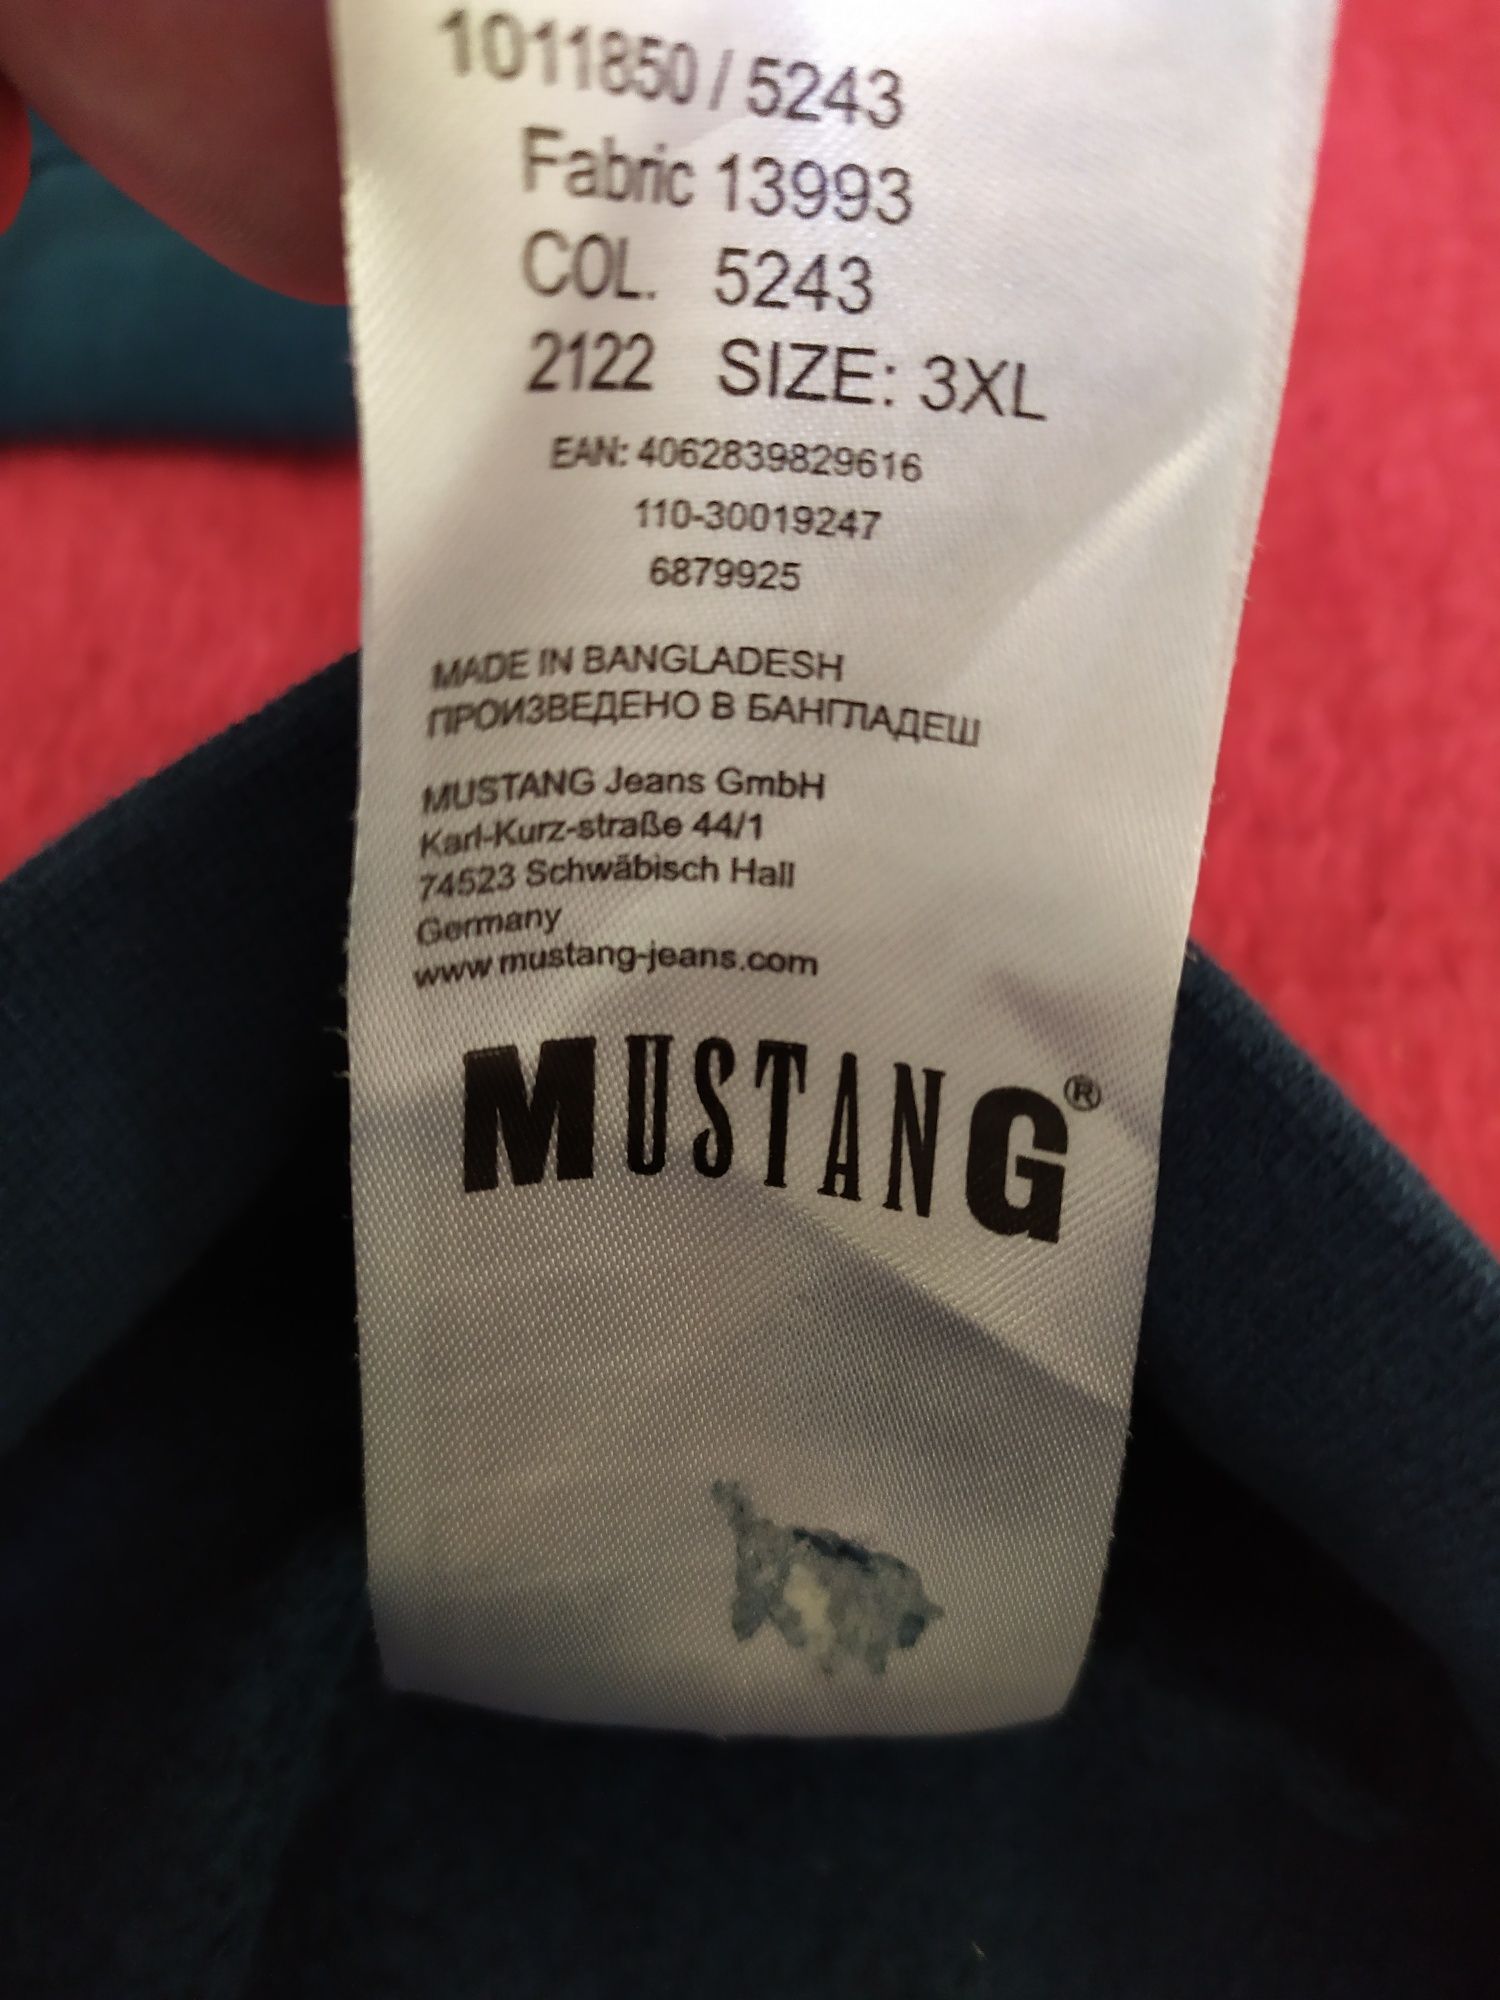 1011850 / 5243
Fabric 13993
COL. 5243
2122 SIZE: 3XL
EAN: 4062839829616
110-30019247
6879925
MADE IN BANGLADESH
ПРОИЗВЕДЕНО В БАНГЛАДЕШ
MUSTANG Jeans GmbH
Karl-Kurz-straße 44/1
74523 Schwäbisch Hall
Germany
www.mustang-jeans.com
MUSTANG®